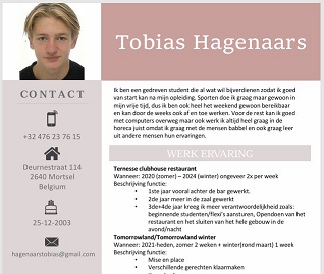 Tobias Hagenaars
CONTACT
+32 476 23 76 15
Dieurnestraat 114
2640 Mortsel
Belgium
25-12-2003
hagenaarstobias@gmail.com
Ik ben een gedreven student die al wat wil bijverdienen zodat ik goed
van start kan na mijn opleiding. Sporten doe ik graag maar gewoon in
mijn vrije tijd, dus ik ben ook heel het weekend gewoon bereikbaar
en kan door de weeks ook af en toe werken. Voor de rest kan ik goed
met computers overweg maar ook werk ik altijd heel graag in de
horeca juist omdat ik graag met de mensen babbel en ook graag leer
uit andere mensen hun ervaringen.
WERK ERVARING
Ternesse clubhouse restaurant
Wanneer: 2020 (zomer) – 2024 (winter) ongeveer 2x per week
Beschrijving functie:
• 1ste jaar vooral achter de bar gewerkt.
• 2de jaar meer in de zaal gewerkt
• 3de+4de jaar kreeg ik meer verantwoordelijkheid zoals:
beginnende studenten/flexi's aansturen, Opendoen van het
restaurant en het sluiten van het hele gebouw in de
avond/nacht
Tomorrowland/Tomorrowland winter
Wanneer: 2021-heden, zomer 2 weken + winter(rond maart) 1 week
Beschrijving functie:
• Mise en place
• Verschillende gerechten klaarmaken